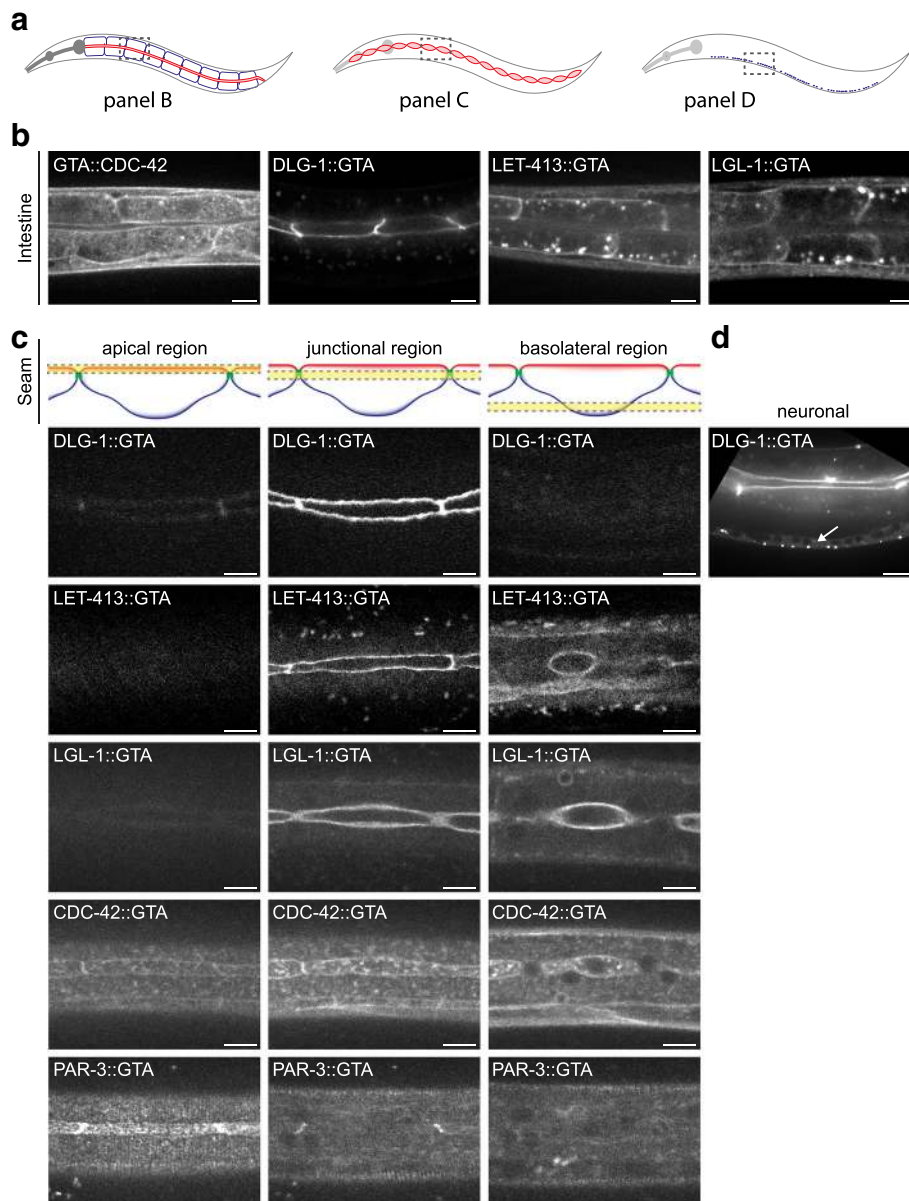 a
panel B
panel C
panel D
b
Intestine
GTA::CDC-42
DLG-1::GTA
LET-413::GTA
LGL-1::GTA
c
Seam
apical region
junctional region
basolateral region
d
neuronal
DLG-1::GTA
DLG-1::GTA
DLG-1::GTA
DLG-1::GTA
LET-413::GTA
LET-413::GTA
LET-413::GTA
LGL-1::GTA
LGL-1::GTA
LGL-1::GTA
CDC-42::GTA
CDC-42::GTA
CDC-42::GTA
PAR-3::GTA
PAR-3::GTA
PAR-3::GTA